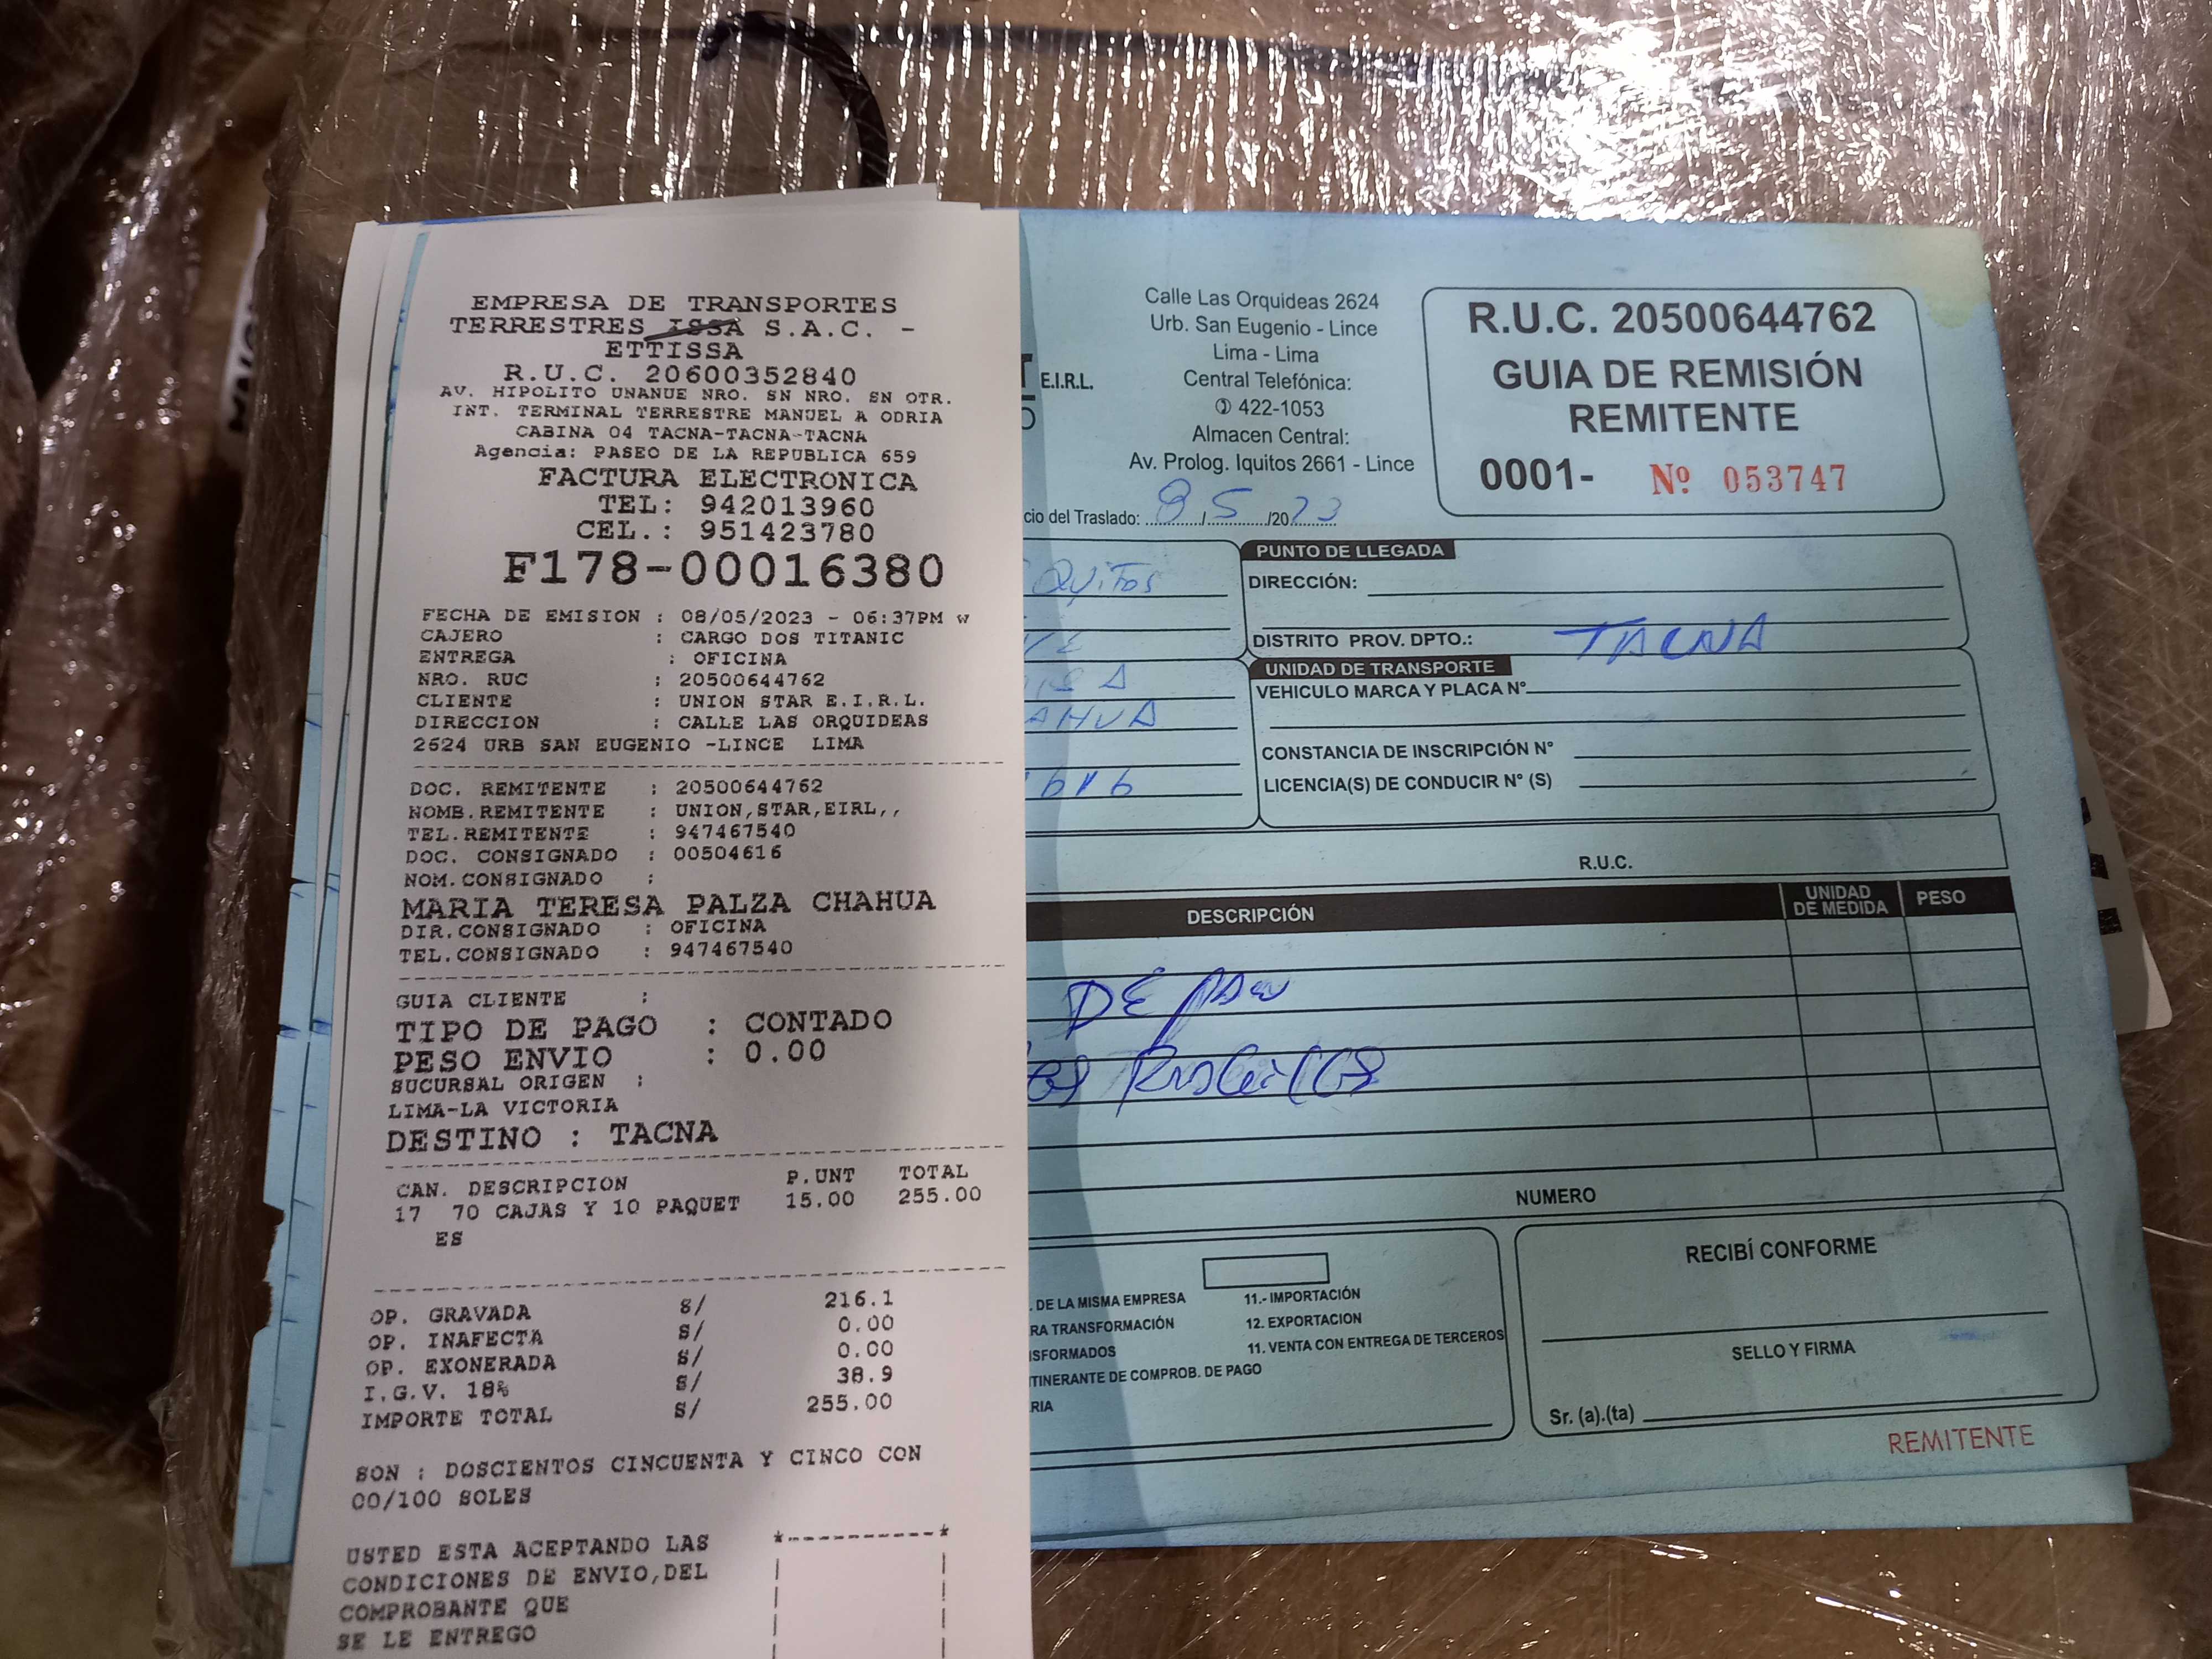 EMPRESA DE TRANSPORTES
TERRESTRES ISSA S.A.C. -
ETTISSA
R.U.C. 20600352840
AV. HIPOLITO UNANUE NRO. SN NRO. SN OTR.
INT. TERMINAL TERRESTRE MANUEL A ODRIA
CABINA 04 TACNA-TACNA-TACNA
Agencia: PASEO DE LA REPUBLICA 659
FACTURA ELECTRONICA
TEL: 942013960
CEL.: 951423780
F178-00016380
FECHA DE EMISION : 08/05/2023 - 06:37PM w
CAJERO : CARGO DOS TITANIC
ENTREGA : OFICINA
NRO. RUC : 20500644762
CLIENTE : UNION STAR E.I.R.L.
DIRECCION : CALLE LAS ORQUIDEAS
2624 URB SAN EUGENIO -LINCE LIMA
DOC. REMITENTE : 20500644762
NOMB.REMITENTE : UNION,STAR,EIRL,,
TEL.REMITENTE : 947467540
DOC. CONSIGNADO : 00504616
NOM.CONSIGNADO :
MARIA TERESA PALZA CHAHUA
DIR.CONSIGNADO : OFICINA
TEL.CONSIGNADO : 947467540
GUIA CLIENTE :
TIPO DE PAGO : CONTADO
PESO ENVIO : 0.00
SUCURSAL ORIGEN :
LIMA-LA VICTORIA
DESTINO : TACNA
CAN. DESCRIPCION P.UNT TOTAL
17 70 CAJAS Y 10 PAQUET 15.00 255.00
ES
OP. GRAVADA S/ 216.1
OP. INAFECTA S/ 0.00
OP. EXONERADA S/ 0.00
I.G.V. 18% S/ 38.9
IMPORTE TOTAL S/ 255.00
SON : DOSCIENTOS CINCUENTA Y CINCO CON
00/100 SOLES
USTED ESTA ACEPTANDO LAS
CONDICIONES DE ENVIO,DEL
COMPROBANTE QUE
SE LE ENTREGO
E.I.R.L.
Calle Las Orquideas 2624
Urb. San Eugenio - Lince
Lima - Lima
Central Telefónica:
✆ 422-1053
Almacen Central:
Av. Prolog. Iquitos 2661 - Lince
R.U.C. 20500644762
GUIA DE REMISIÓN
REMITENTE
0001- Nº 053747
cio del Traslado: 8/5/2023
QUITOS
AHUA
616
PUNTO DE LLEGADA
DIRECCIÓN:
DISTRITO PROV. DPTO.: TACNA
UNIDAD DE TRANSPORTE
VEHICULO MARCA Y PLACA N°
CONSTANCIA DE INSCRIPCIÓN N°
LICENCIA(S) DE CONDUCIR N° (S)
R.U.C.
DESCRIPCIÓN UNIDAD DE MEDIDA PESO
DE
NUMERO
. DE LA MISMA EMPRESA 11.- IMPORTACIÓN
RA TRANSFORMACIÓN 12. EXPORTACION
NSFORMADOS 11. VENTA CON ENTREGA DE TERCEROS
TINERANTE DE COMPROB. DE PAGO
RIA
RECIBÍ CONFORME
SELLO Y FIRMA
Sr. (a).(ta)
REMITENTE